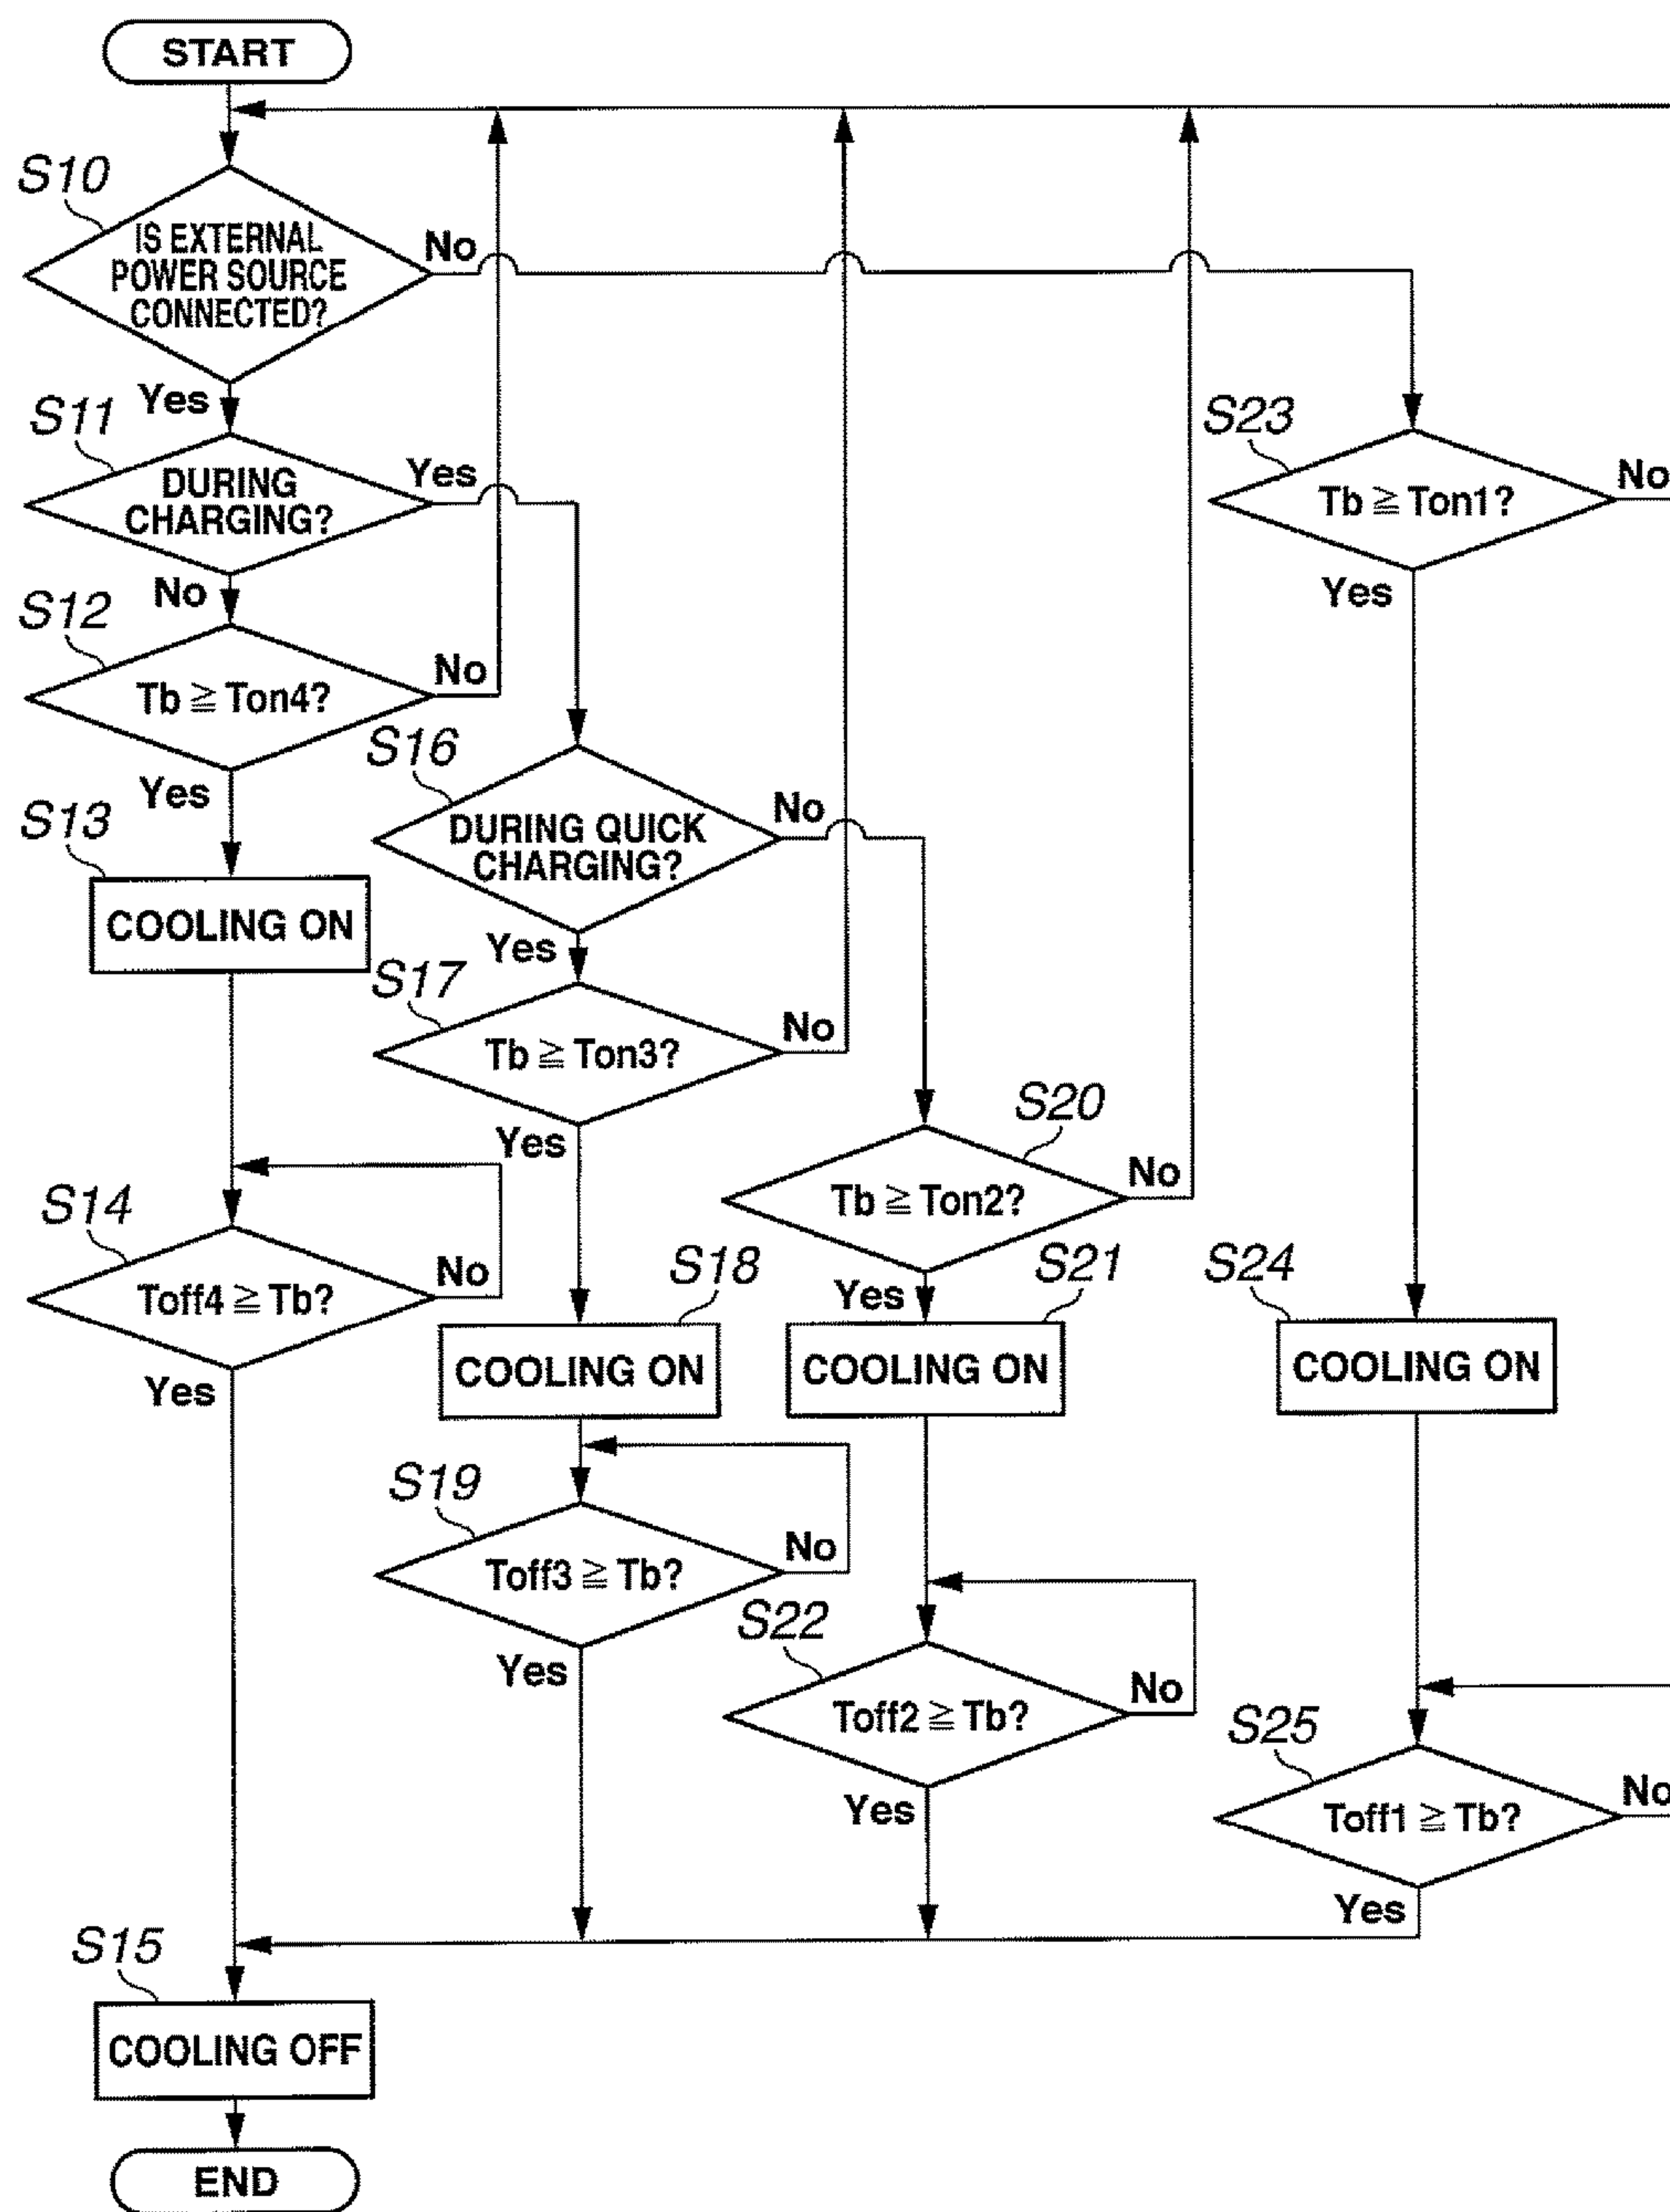 START
S10
IS EXTERNAL
POWER SOURCE
CONNECTED?
No
Yes
S11
DURING
CHARGING?
Yes
No
S12
Tb ≧ Ton4?
No
Yes
S13
COOLING ON
S14
Toff4 ≧ Tb?
No
Yes
S16
DURING QUICK
CHARGING?
No
Yes
S17
Tb ≧ Ton3?
No
Yes
S18
COOLING ON
S19
Toff3 ≧ Tb?
No
Yes
S20
Tb ≧ Ton2?
No
Yes
S21
COOLING ON
S22
Toff2 ≧ Tb?
No
Yes
S23
Tb ≧ Ton1?
No
Yes
S24
COOLING ON
S25
Toff1 ≧ Tb?
No
Yes
S15
COOLING OFF
END